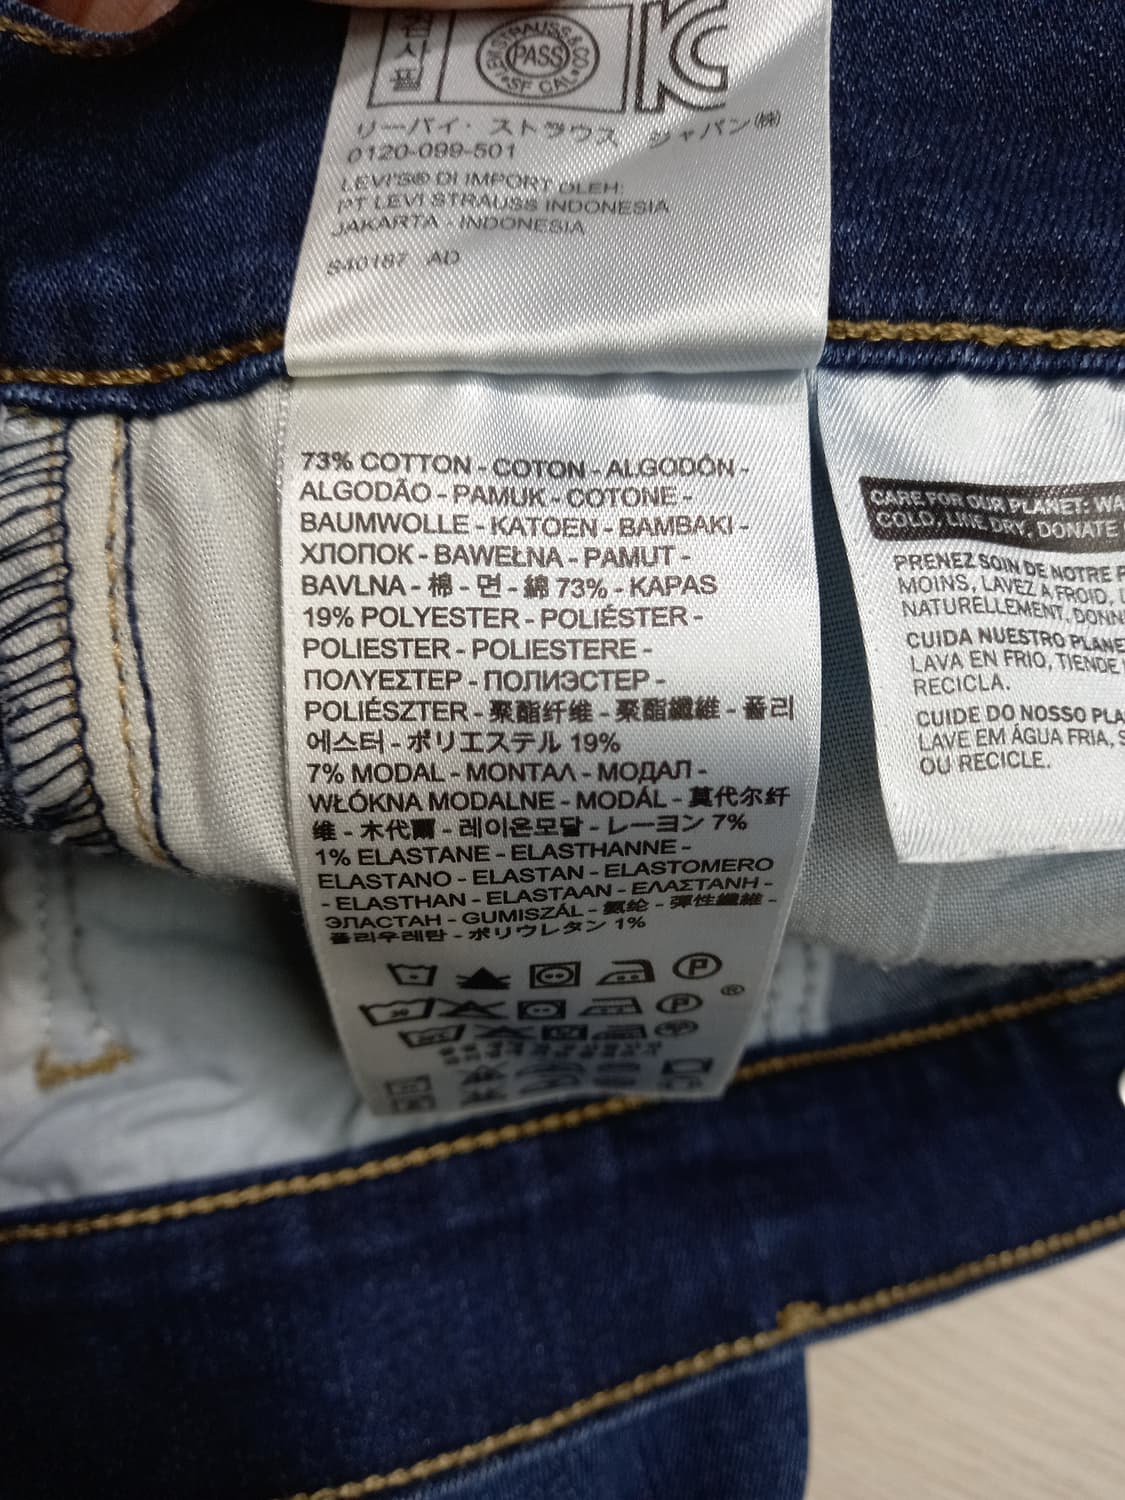 LEVI STRAUSS & CO
PASS
SF CAL
KC
リーバイ・ストラウス ジャパン㈱
0120-099-501
LEVI'S® DI IMPORT OLEH:
PT LEVI STRAUSS INDONESIA
JAKARTA - INDONESIA
S40187 AD
73% COTTON - COTON - ALGODÓN -
ALGODÃO - PAMUK - COTONE -
BAUMWOLLE - KATOEN - BAMBAKI -
ХЛОПОК - BAWEŁNA - PAMUT -
BAVLNA - 棉 - 면 - 綿 73% - KAPAS
19% POLYESTER - POLIÉSTER -
POLIESTER - POLIESTERE -
ΠΟΛΥΕΣΤΕΡ - ПОЛИЭСТЕР -
POLIÉSZTER - 聚酯纤维 - 聚酯纖維 - 폴리
에스터 - ポリエステル 19%
7% MODAL - ΜΟΝΤΑΛ - МОДАЛ -
WŁÓKNA MODALNE - MODÁL - 莫代尔纤
维 - 木代爾 - 레이온모달 - レーヨン 7%
1% ELASTANE - ELASTHANNE -
ELASTANO - ELASTAN - ELASTOMERO
- ELASTHAN - ELASTAAN - ΕΛΑΣΤΑΝΗ -
ЭЛАСТАН - GUMISZÁL - 氨纶 - 彈性纖維 -
폴리우레탄 - ポリウレタン 1%
P
30
P
®
CARE FOR OUR PLANET: WA
COLD, LINE DRY, DONATE
PRENEZ SOIN DE NOTRE P
MOINS, LAVEZ A FROID,
NATURELLEMENT, DONN
CUIDA NUESTRO PLANE
LAVA EN FRIO, TIENDE
RECICLA.
CUIDE DO NOSSO PLA
LAVE EM ÁGUA FRIA, S
OU RECICLE.